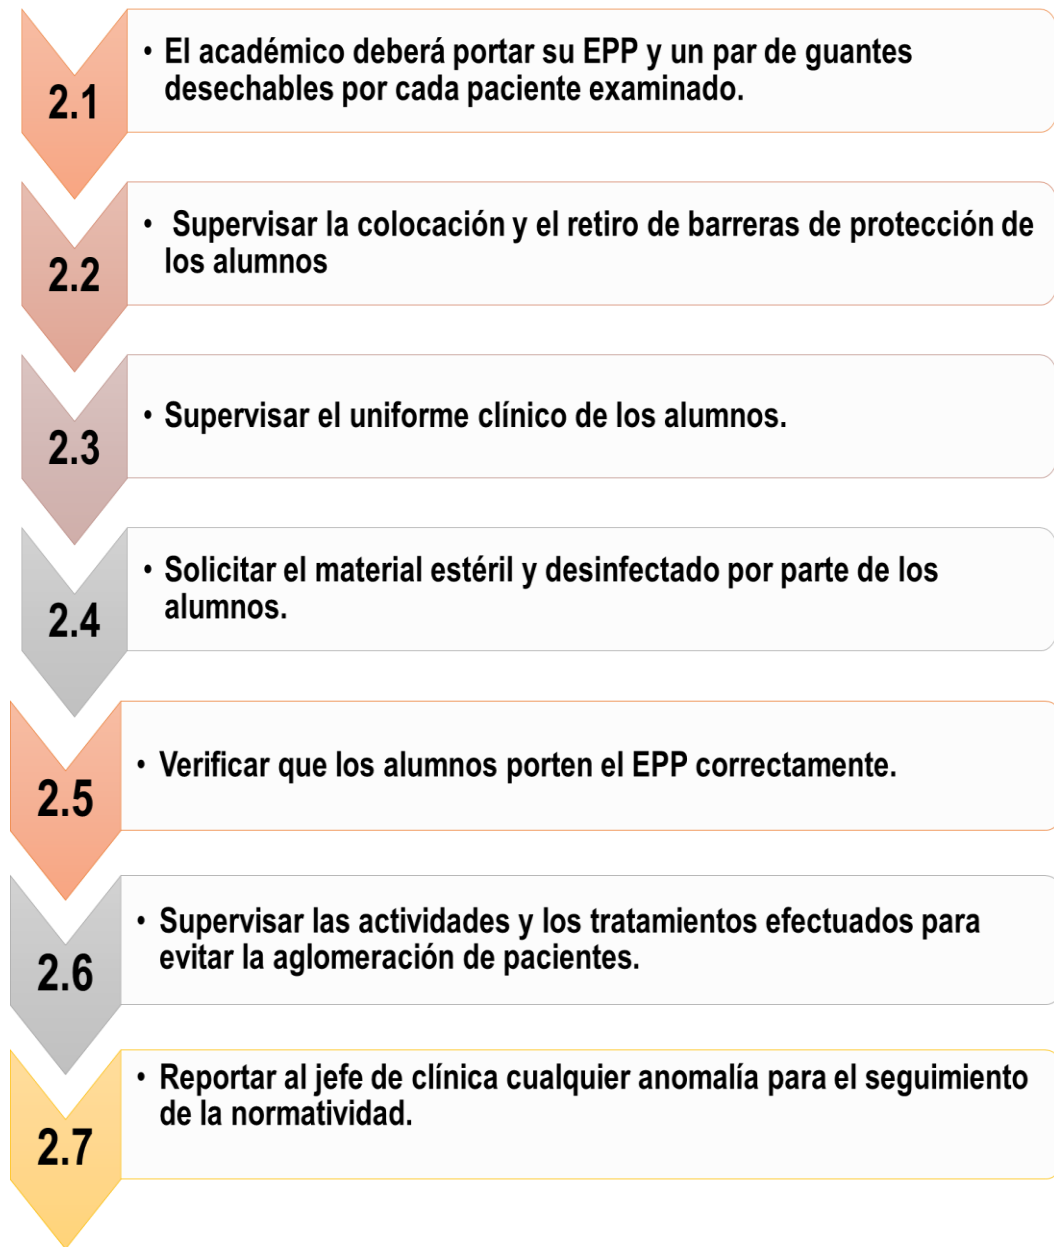 2.1
• El académico deberá portar su EPP y un par de guantes
desechables por cada paciente examinado.
2.2
• Supervisar la colocación y el retiro de barreras de protección de
los alumnos
2.3
• Supervisar el uniforme clínico de los alumnos.
2.4
• Solicitar el material estéril y desinfectado por parte de los
alumnos.
2.5
• Verificar que los alumnos porten el EPP correctamente.
2.6
• Supervisar las actividades y los tratamientos efectuados para
evitar la aglomeración de pacientes.
2.7
• Reportar al jefe de clínica cualquier anomalía para el seguimiento
de la normatividad.